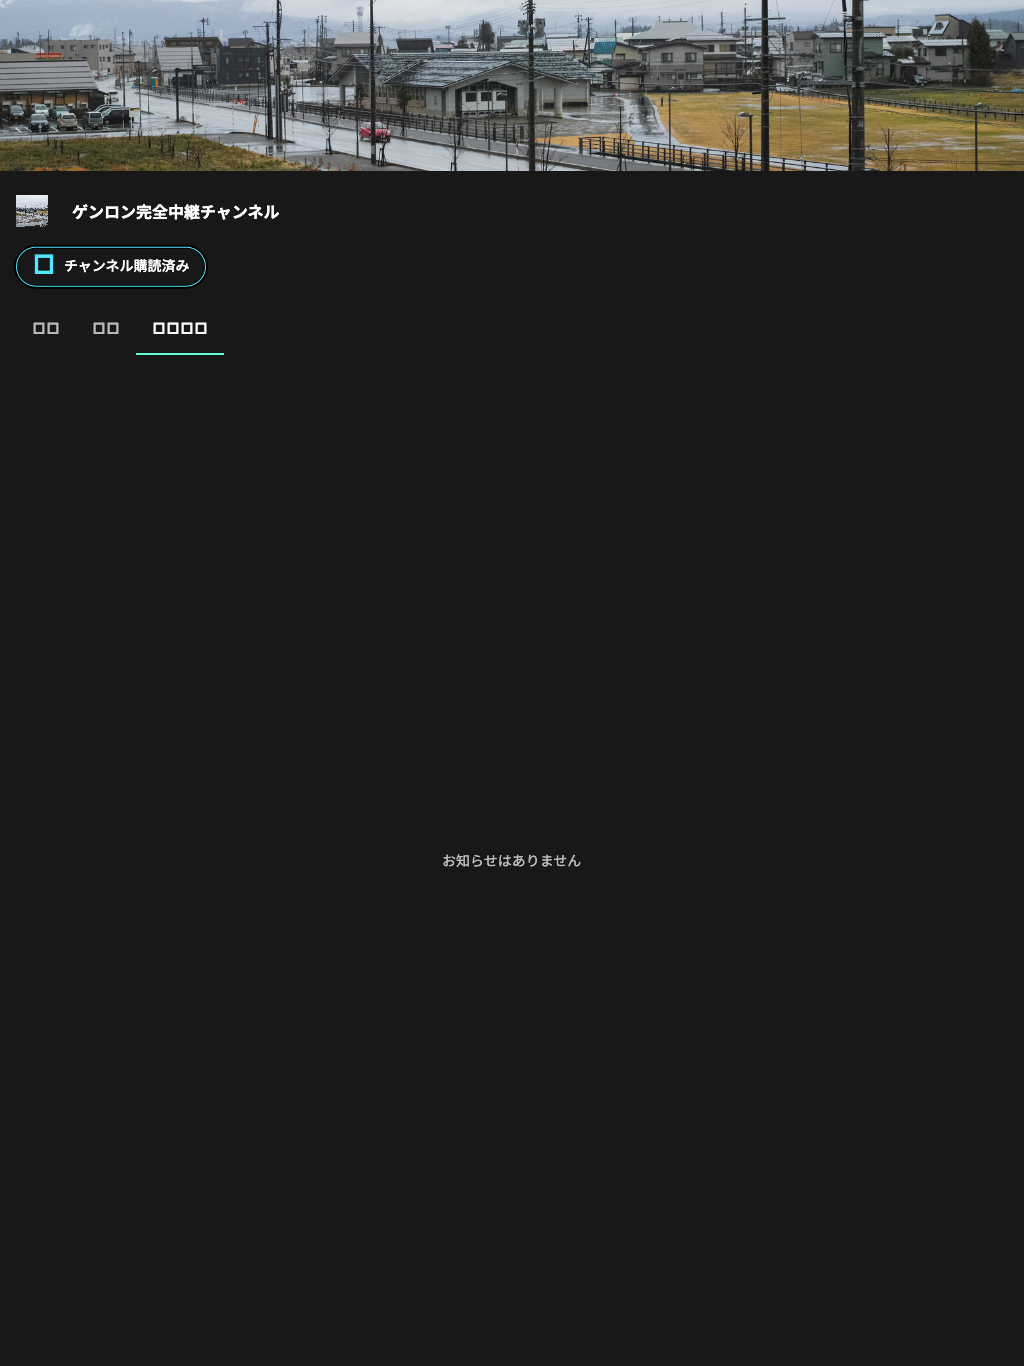 ゲンロン完全中継チャンネル
チャンネル購読済み
お知らせはありません